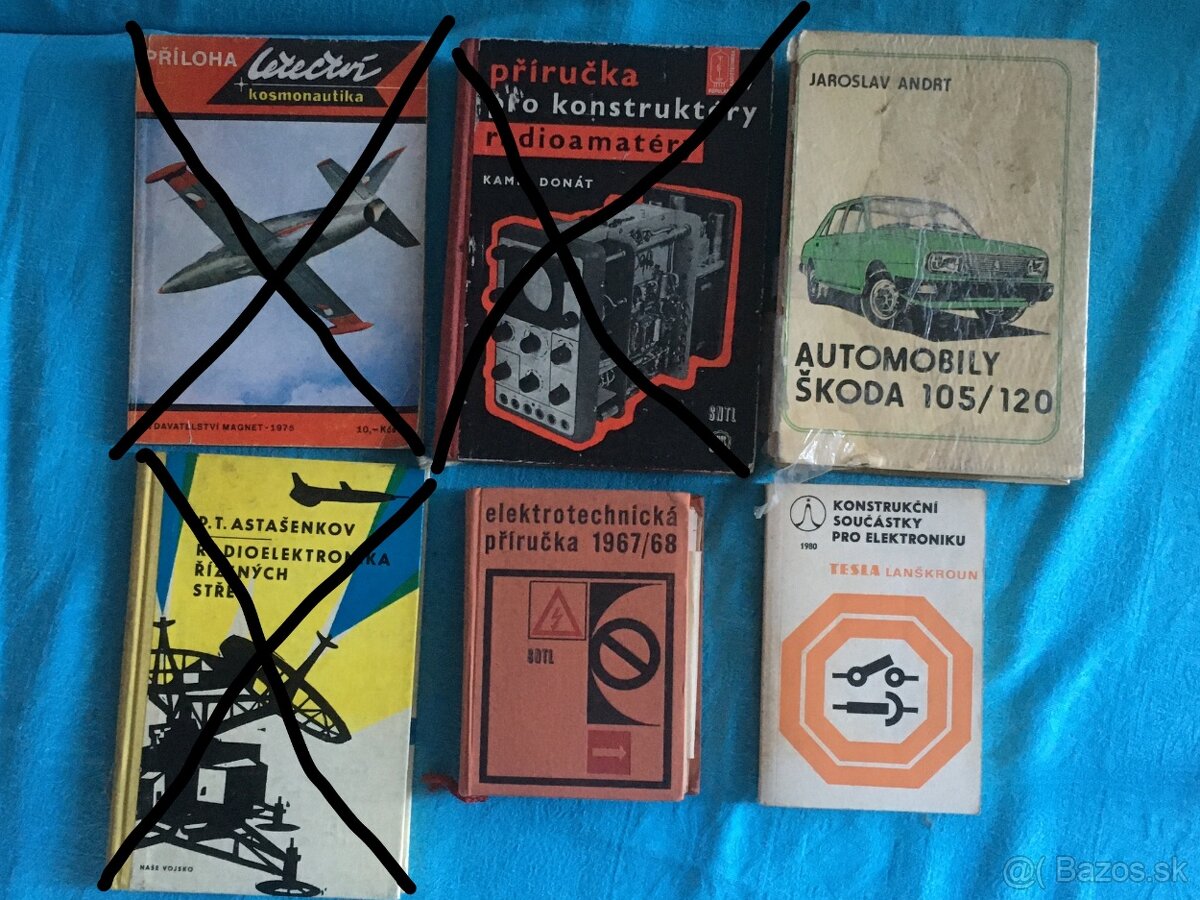 PŘÍLOHA
letectví
kosmonautika
VYDAVATELSTVÍ MAGNET-1975 10,-Kčs
příručka
pro konstruktéry
radioamatéry
KAMIL DONÁT
SNTL
JAROSLAV ANDRT
AUTOMOBILY
ŠKODA 105/120
P.T. ASTAŠENKOV
RADIOELEKTRONIKA
ŘÍZENÝCH
STŘEL
NAŠE VOJSKO
elektrotechnická
příručka 1967/68
SNTL
1980
KONSTRUKČNÍ
SOUČÁSTKY
PRO ELEKTRONIKU
TESLA LANŠKROUN
Bazos.sk